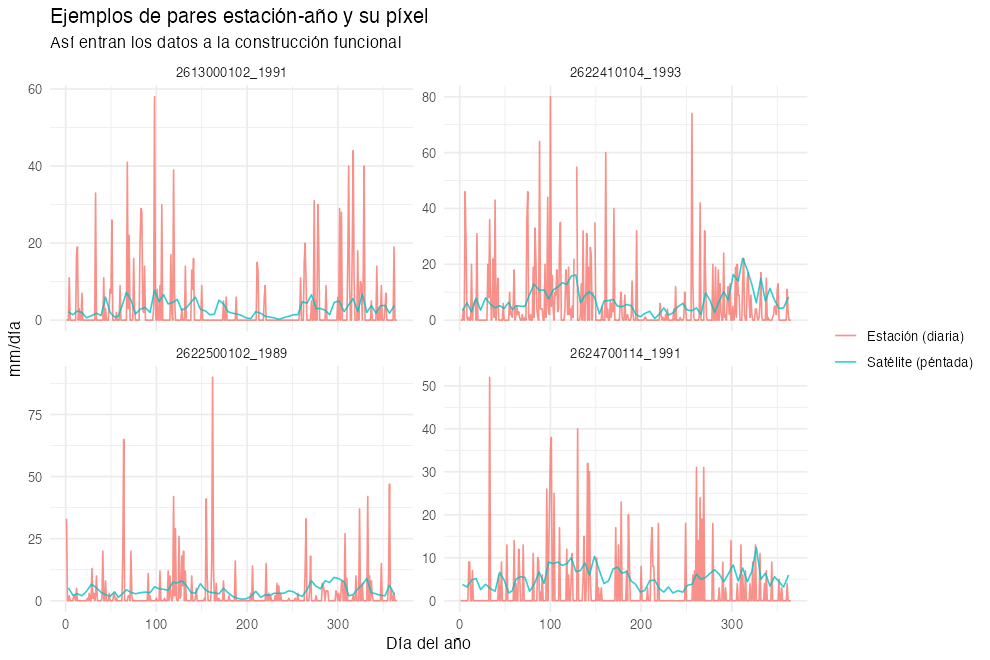 Ejemplos de pares estación-año y su píxel
Así entran los datos a la construcción funcional
2613000102_1991
2622410104_1993
60
40
20
0
80
60
40
20
0
mm/día
2622500102_1989
2624700114_1991
75
50
25
0
50
40
30
20
10
0
0 100 200 300
0 100 200 300
Día del año
Estación (diaria)
Satélite (péntada)